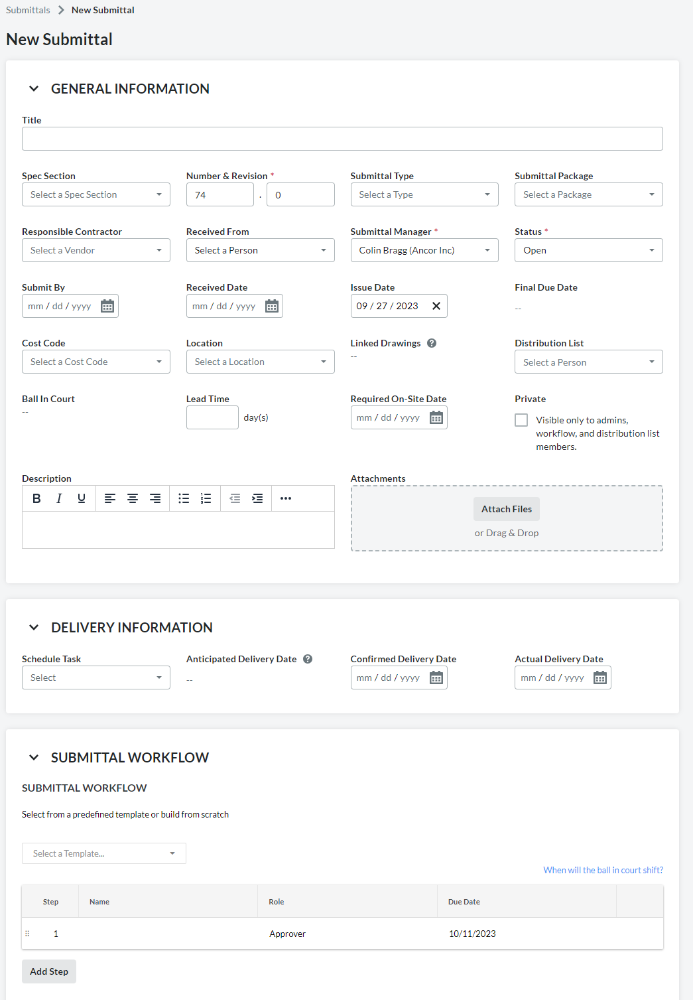 Submittals > New Submittal
New Submittal
GENERAL INFORMATION
Title
Spec Section Number & Revision * Submittal Type Submittal Package
Select a Spec Section 74 . 0 Select a Type Select a Package
Responsible Contractor Received From Submittal Manager * Status *
Select a Vendor Select a Person Colin Bragg (Ancor Inc) Open
Submit By Received Date Issue Date Final Due Date
mm / dd / yyyy mm / dd / yyyy 09 / 27 / 2023 --
Cost Code Location Linked Drawings ? Distribution List
Select a Cost Code Select a Location -- Select a Person
Ball In Court Lead Time Required On-Site Date Private
-- day(s) mm / dd / yyyy Visible only to admins,
workflow, and distribution list
members.
Description Attachments
B I U ••• Attach Files
or Drag & Drop
DELIVERY INFORMATION
Schedule Task Anticipated Delivery Date ? Confirmed Delivery Date Actual Delivery Date
Select -- mm / dd / yyyy mm / dd / yyyy
SUBMITTAL WORKFLOW
SUBMITTAL WORKFLOW
Select from a predefined template or build from scratch
Select a Template...
When will the ball in court shift?
Step Name Role Due Date
1 Approver 10/11/2023
Add Step